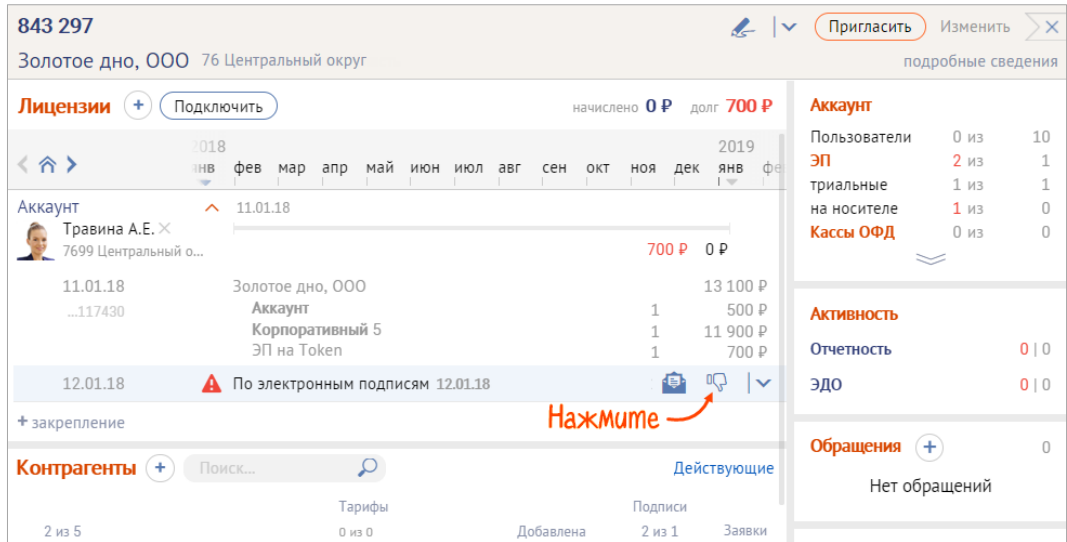 843 297
Пригласить Изменить
Золотое дно, ООО 76 Центральный округ
подробные сведения
Лицензии + Подключить начислено 0 ₽ долг 700 ₽
2018 2019
янв фев мар апр май июн июл авг сен окт ноя дек янв фе
Аккаунт 11.01.18
Травина А.Е.
7699 Центральный о...
700 ₽ 0 ₽
11.01.18 Золотое дно, ООО 13 100 ₽
...117430 Аккаунт 1 500 ₽
Корпоративный 5 1 11 900 ₽
ЭП на Token 1 700 ₽
12.01.18 По электронным подписям 12.01.18
Нажмите
+ закрепление
Контрагенты + Поиск... Действующие
Тарифы Подписи
2 из 5 0 из 0 Добавлена 2 из 1 Заявки
Аккаунт
Пользователи 0 из 10
ЭП 2 из 1
триальные 1 из 1
на носителе 1 из 0
Кассы ОФД 0 из 0
Активность
Отчетность 0 | 0
ЭДО 0 | 0
Обращения + 0
Нет обращений